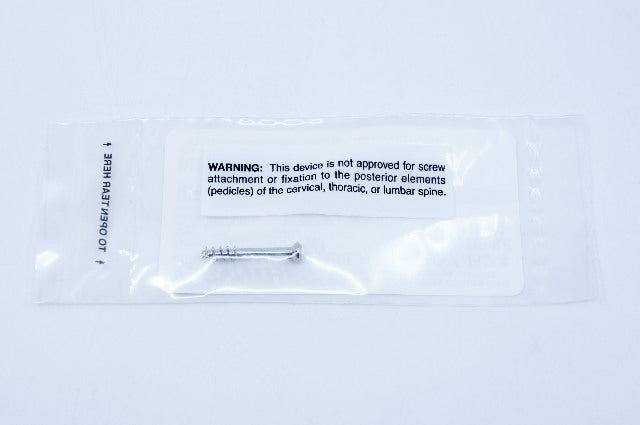 WARNING: This device is not approved for screw
attachment or fixation to the posterior elements
(pedicles) of the cervical, thoracic, or lumbar spine.
TO OPEN TEAR HERE